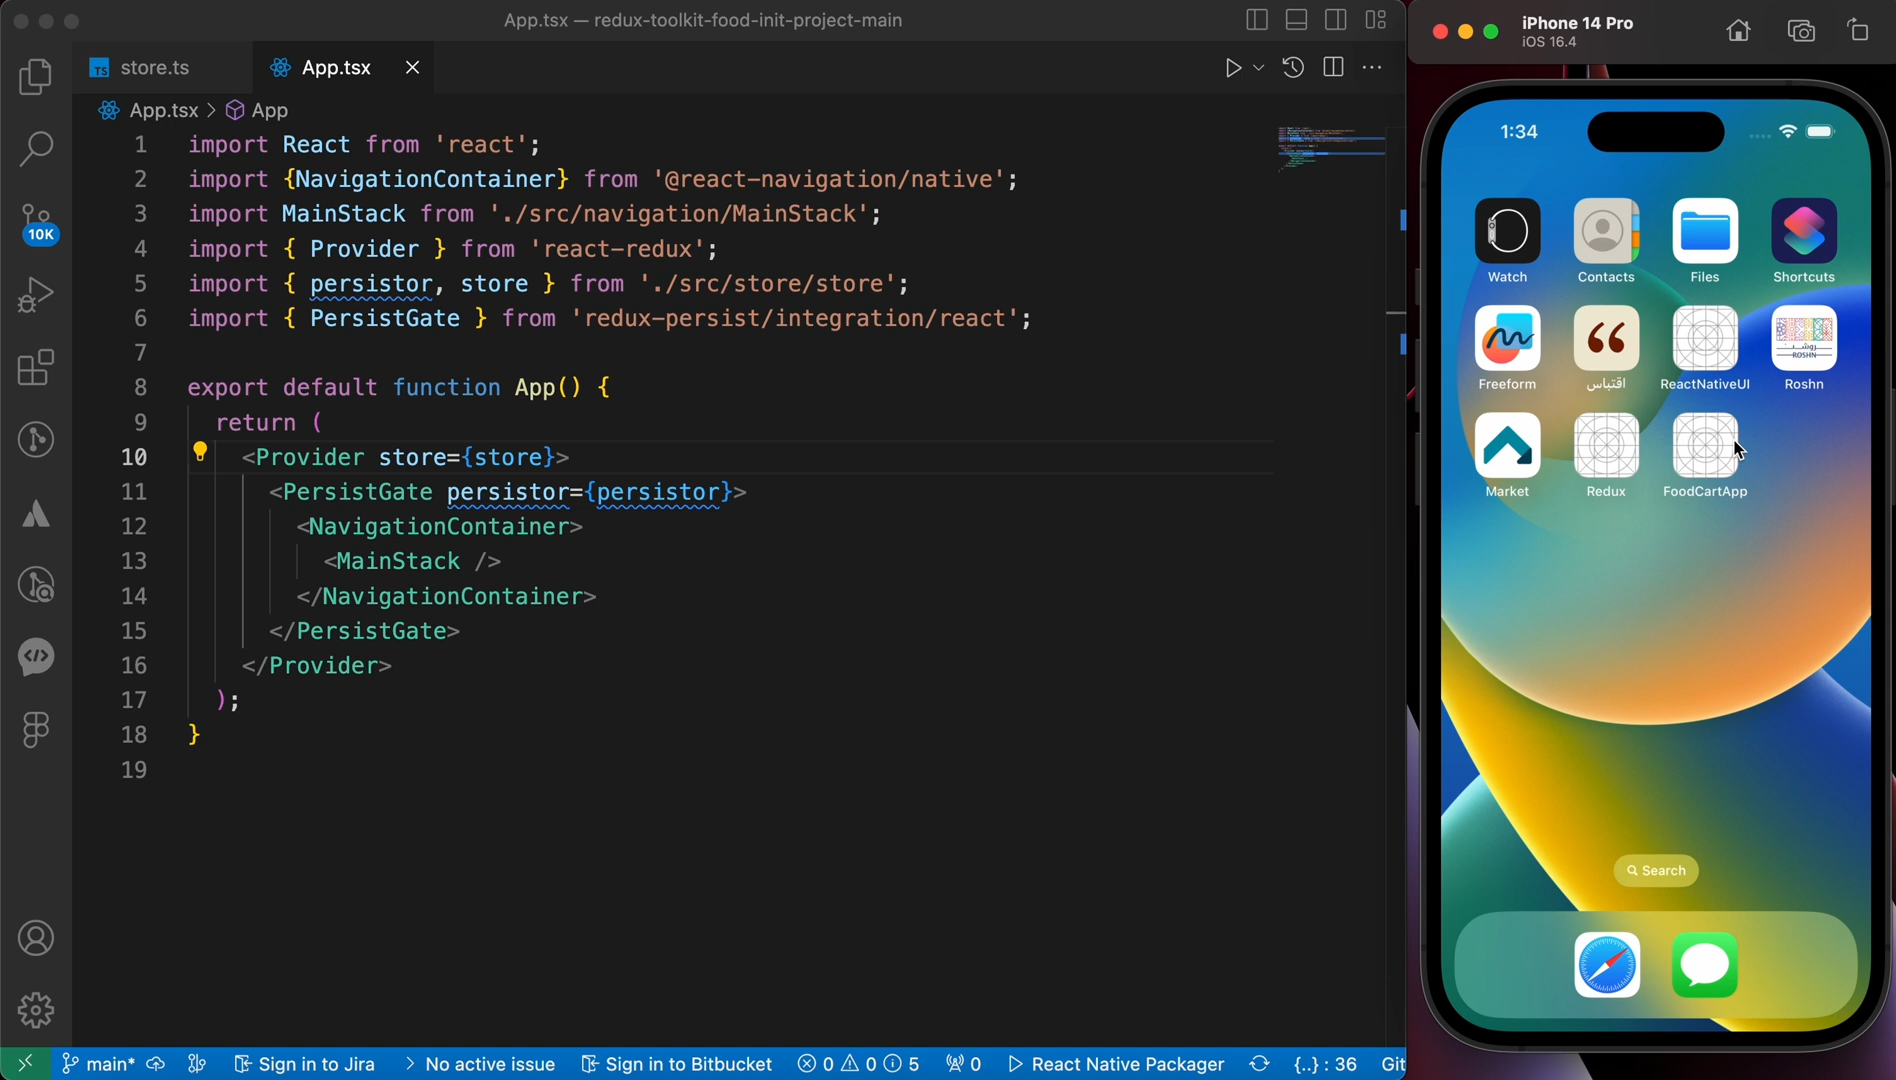 App.tsx — redux-toolkit-food-init-project-main
TS store.ts
App.tsx
App.tsx > App
1 import React from 'react';
2 import {NavigationContainer} from '@react-navigation/native';
3 import MainStack from './src/navigation/MainStack';
4 import { Provider } from 'react-redux';
5 import { persistor, store } from './src/store/store';
6 import { PersistGate } from 'redux-persist/integration/react';
7
8 export default function App() {
9 return (
10 <Provider store={store}>
11 <PersistGate persistor={persistor}>
12 <NavigationContainer>
13 <MainStack />
14 </NavigationContainer>
15 </PersistGate>
16 </Provider>
17 );
18 }
19
10K
main* Sign in to Jira > No active issue Sign in to Bitbucket 0 0 5 0 React Native Packager {..} : 36 Git
iPhone 14 Pro
iOS 16.4
1:34
Watch Contacts Files Shortcuts
روشن
ROSHN
Freeform اقتباس ReactNativeUI Roshn
Market Redux FoodCartApp
Search